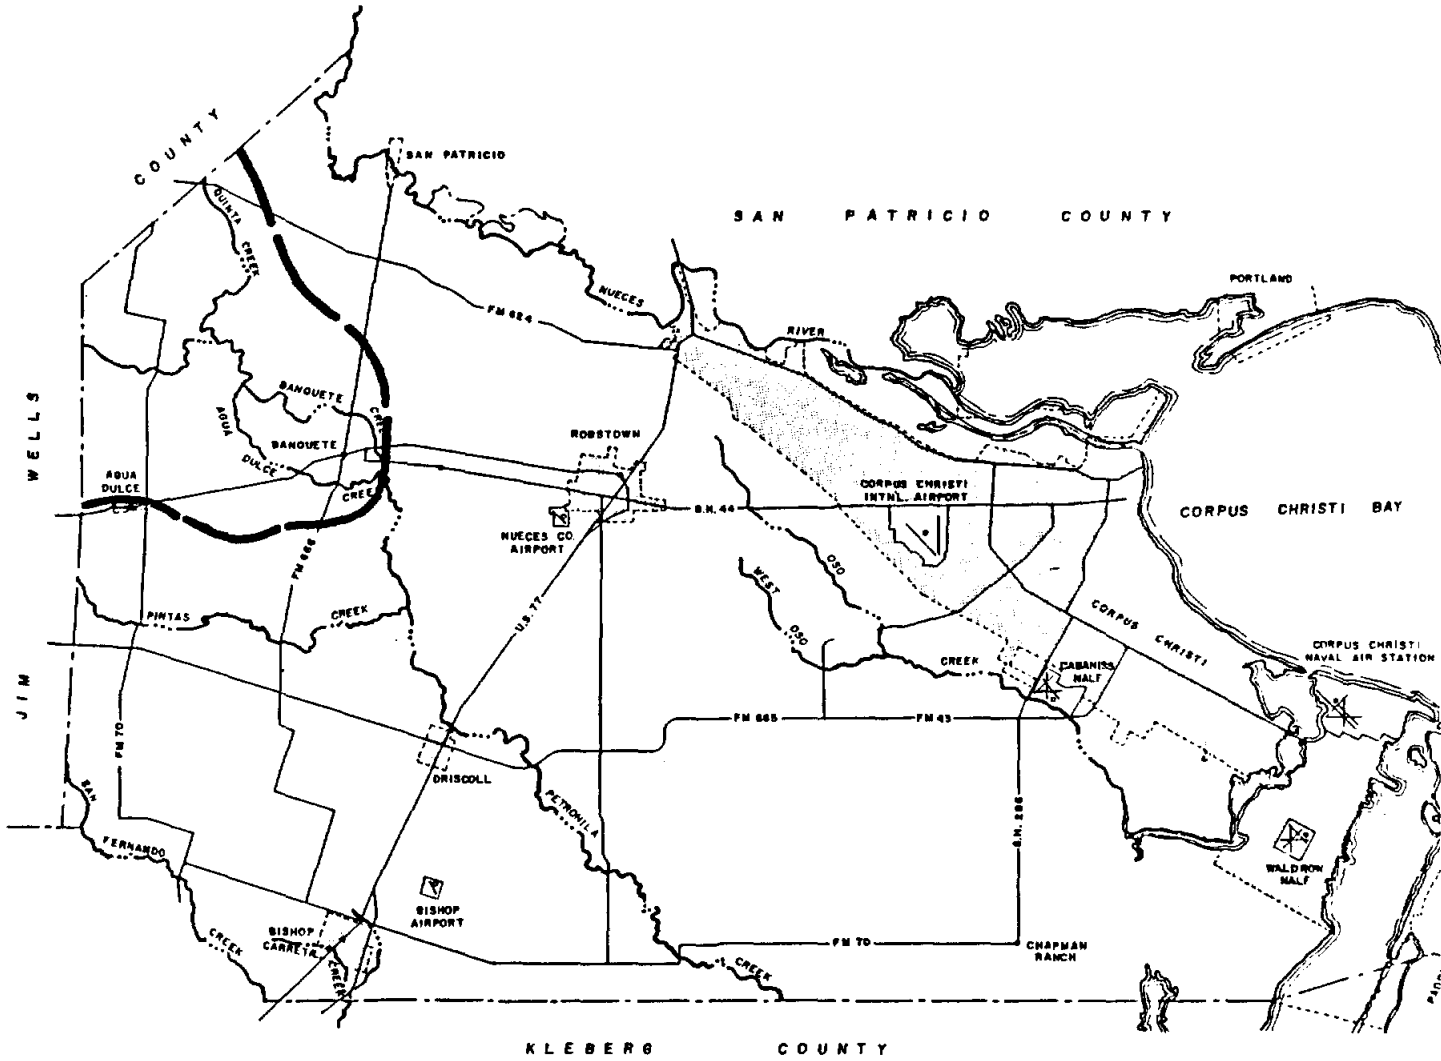 COUNTY
SAN PATRICIO
SAN PATRICIO COUNTY
QUINTA
CREEK
PORTLAND
NUECES
FM 624
RIVER
WELLS
BANQUETE
CREE
AGUA
BANQUETE
DULCE
CREEK
ROBSTOWN
AGUA
DULCE
CORPUS CHRISTI
INTNL. AIRPORT
S.H. 44
CORPUS CHRISTI BAY
NUECES CO.
AIRPORT
FM 666
OSO
WEST
OSO
CREEK
U.S. 77
PINTAS
CREEK
CORPUS CHRISTI
CORPUS CHRISTI
NAVAL AIR STATION
CABANISS
NALF
JIM
FM 70
FM 665
FM 43
DRISCOLL
SAN
FERNANDO
CREEK
PETRONILA
CREEK
S.H. 286
WALDRON
NALF
BISHOP
AIRPORT
BISHOP
CARRETA
CREEK
FM 70
CHAPMAN
RANCH
KLEBERG COUNTY